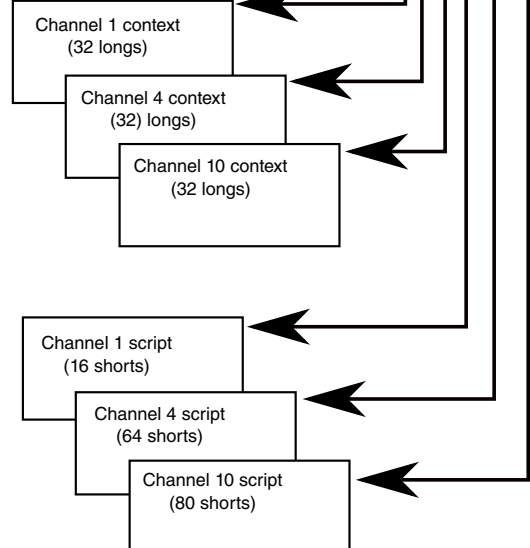 Channel 1 context
(32 longs)
Channel 4 context
(32) longs)
Channel 10 context
(32 longs)
Channel 1 script
(16 shorts)
Channel 4 script
(64 shorts)
Channel 10 script
(80 shorts)